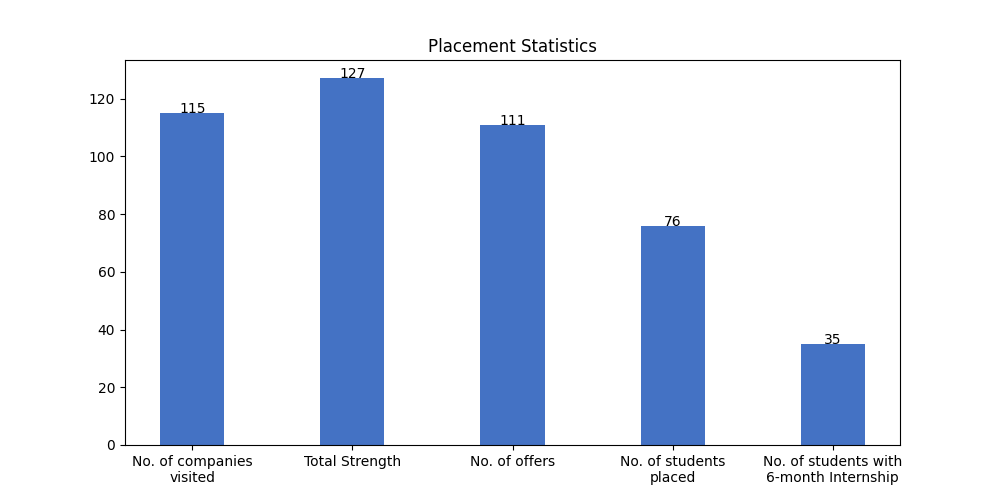 Placement Statistics
127
115
111
76
35
120
100
80
60
40
20
0
No. of companies
visited
Total Strength
No. of offers
No. of students
placed
No. of students with
6-month Internship